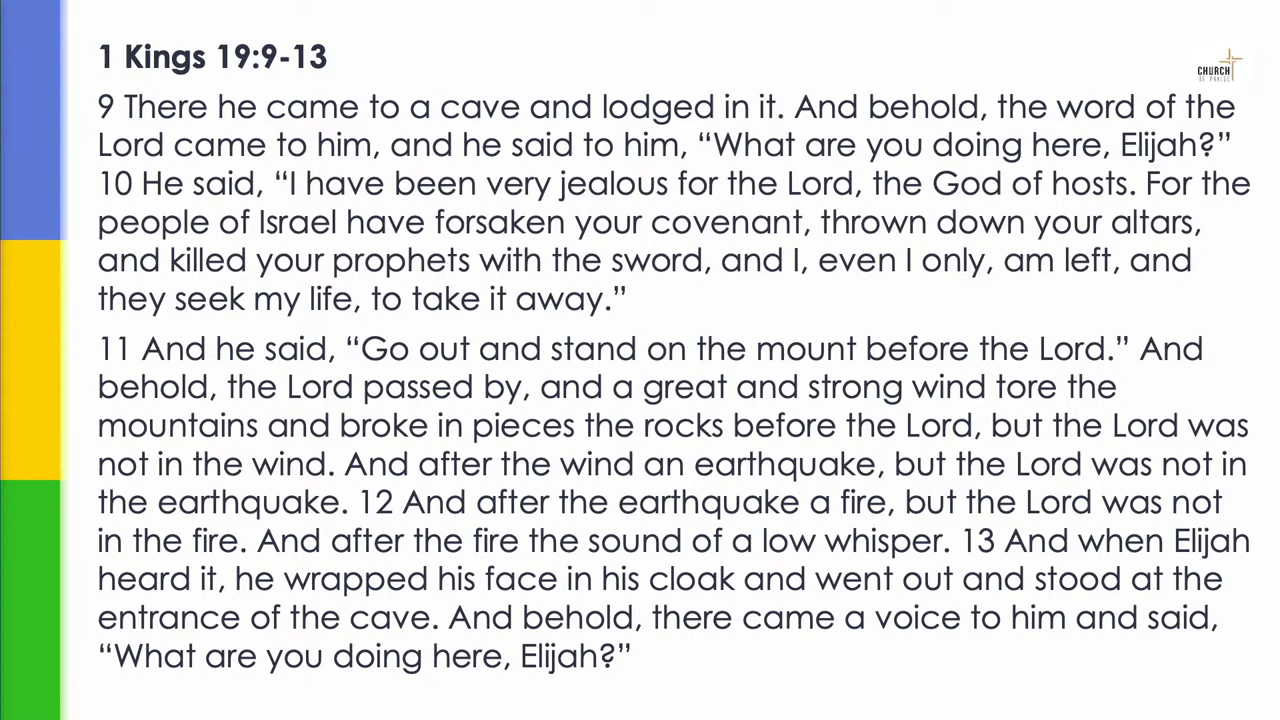 1 Kings 19:9-13
CHURCH
OF PRAISE
9 There he came to a cave and lodged in it. And behold, the word of the
Lord came to him, and he said to him, “What are you doing here, Elijah?”
10 He said, “I have been very jealous for the Lord, the God of hosts. For the
people of Israel have forsaken your covenant, thrown down your altars,
and killed your prophets with the sword, and I, even I only, am left, and
they seek my life, to take it away.”
11 And he said, “Go out and stand on the mount before the Lord.” And
behold, the Lord passed by, and a great and strong wind tore the
mountains and broke in pieces the rocks before the Lord, but the Lord was
not in the wind. And after the wind an earthquake, but the Lord was not in
the earthquake. 12 And after the earthquake a fire, but the Lord was not
in the fire. And after the fire the sound of a low whisper. 13 And when Elijah
heard it, he wrapped his face in his cloak and went out and stood at the
entrance of the cave. And behold, there came a voice to him and said,
“What are you doing here, Elijah?”